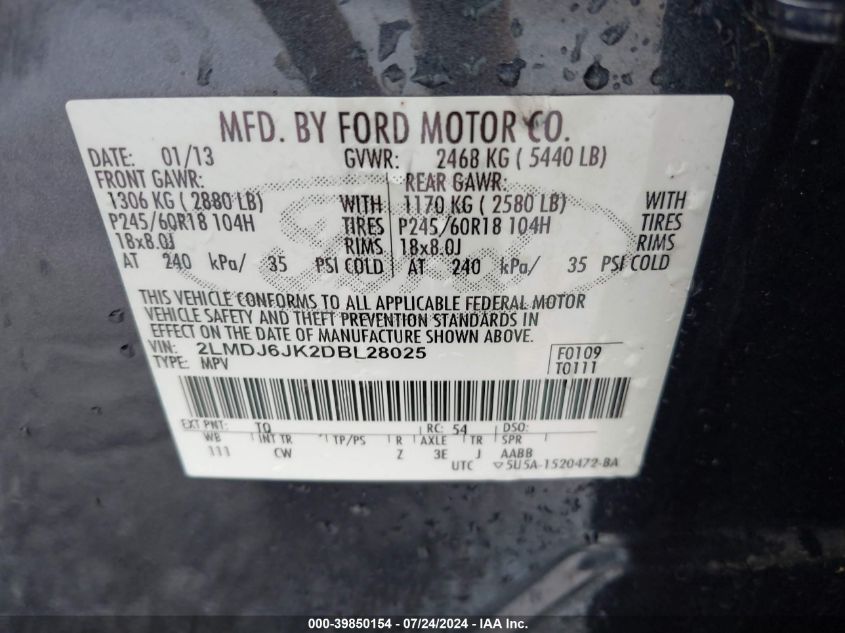 MFD. BY FORD MOTOR CO.
DATE: 01/13 GVWR: 2468 KG ( 5440 LB)
FRONT GAWR: REAR GAWR:
1306 KG ( 2880 LB) WITH 1170 KG ( 2580 LB) WITH
P245/60R18 104H TIRES P245/60R18 104H TIRES
18x8.0J RIMS 18x8.0J RIMS
AT 240 kPa/ 35 PSI COLD AT 240 kPa/ 35 PSI COLD
THIS VEHICLE CONFORMS TO ALL APPLICABLE FEDERAL MOTOR
VEHICLE SAFETY AND THEFT PREVENTION STANDARDS IN
EFFECT ON THE DATE OF MANUFACTURE SHOWN ABOVE.
VIN: 2LMDJ6JK2DBL28025 F0109
TYPE: MPV T0111
EXT PNT: TQ RC: 54 DSO:
WB INT TR TP/PS R AXLE TR SPR
111 CW Z 3E J AABB
UTC ▽5U5A-1520472-BA
000-39850154 - 07/24/2024 - IAAI.COM